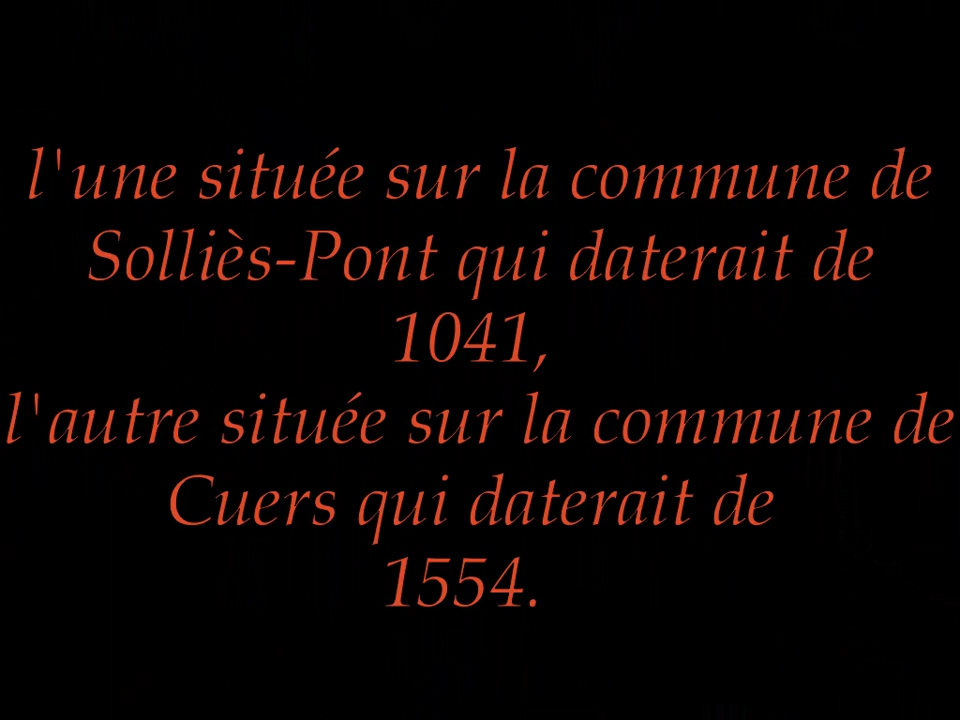 l'une située sur la commune de
Solliès-Pont qui daterait de
1041,
l'autre située sur la commune de
Cuers qui daterait de
1554.